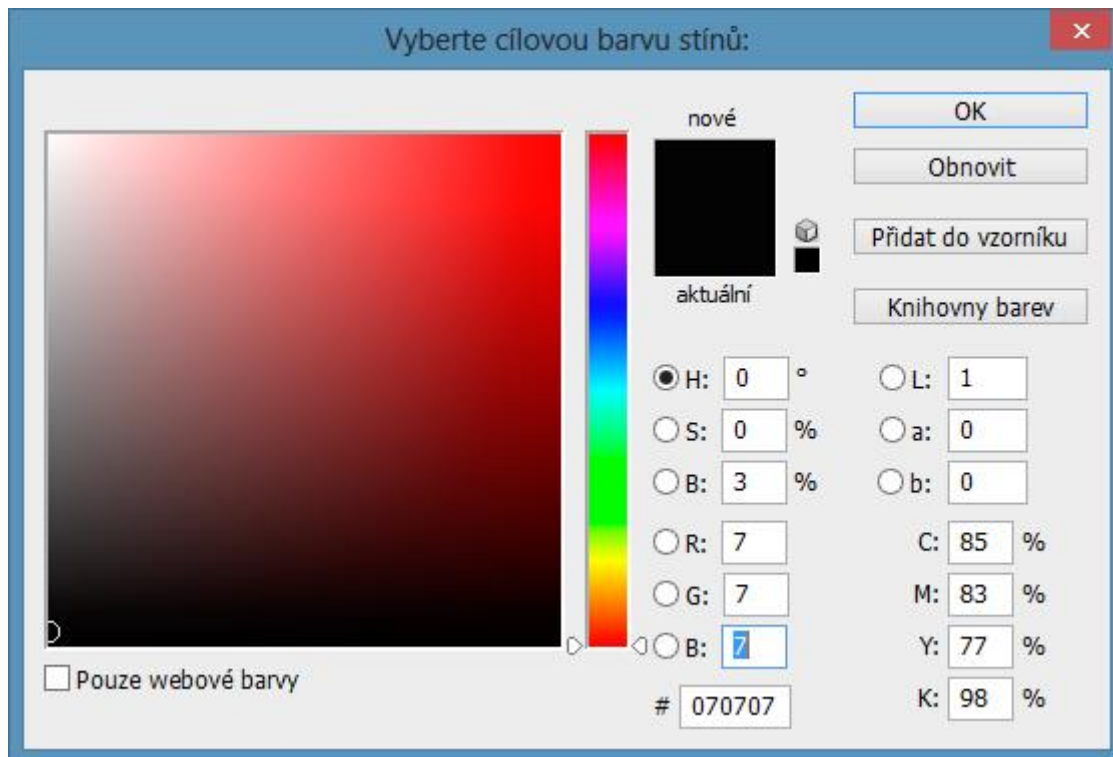 Vyberte cílovou barvu stínů:
nové
aktuální
OK
Obnovit
Přidat do vzorníku
Knihovny barev
H: 0 °
S: 0 %
B: 3 %
R: 7
G: 7
B: 7
# 070707
L: 1
a: 0
b: 0
C: 85 %
M: 83 %
Y: 77 %
K: 98 %
Pouze webové barvy